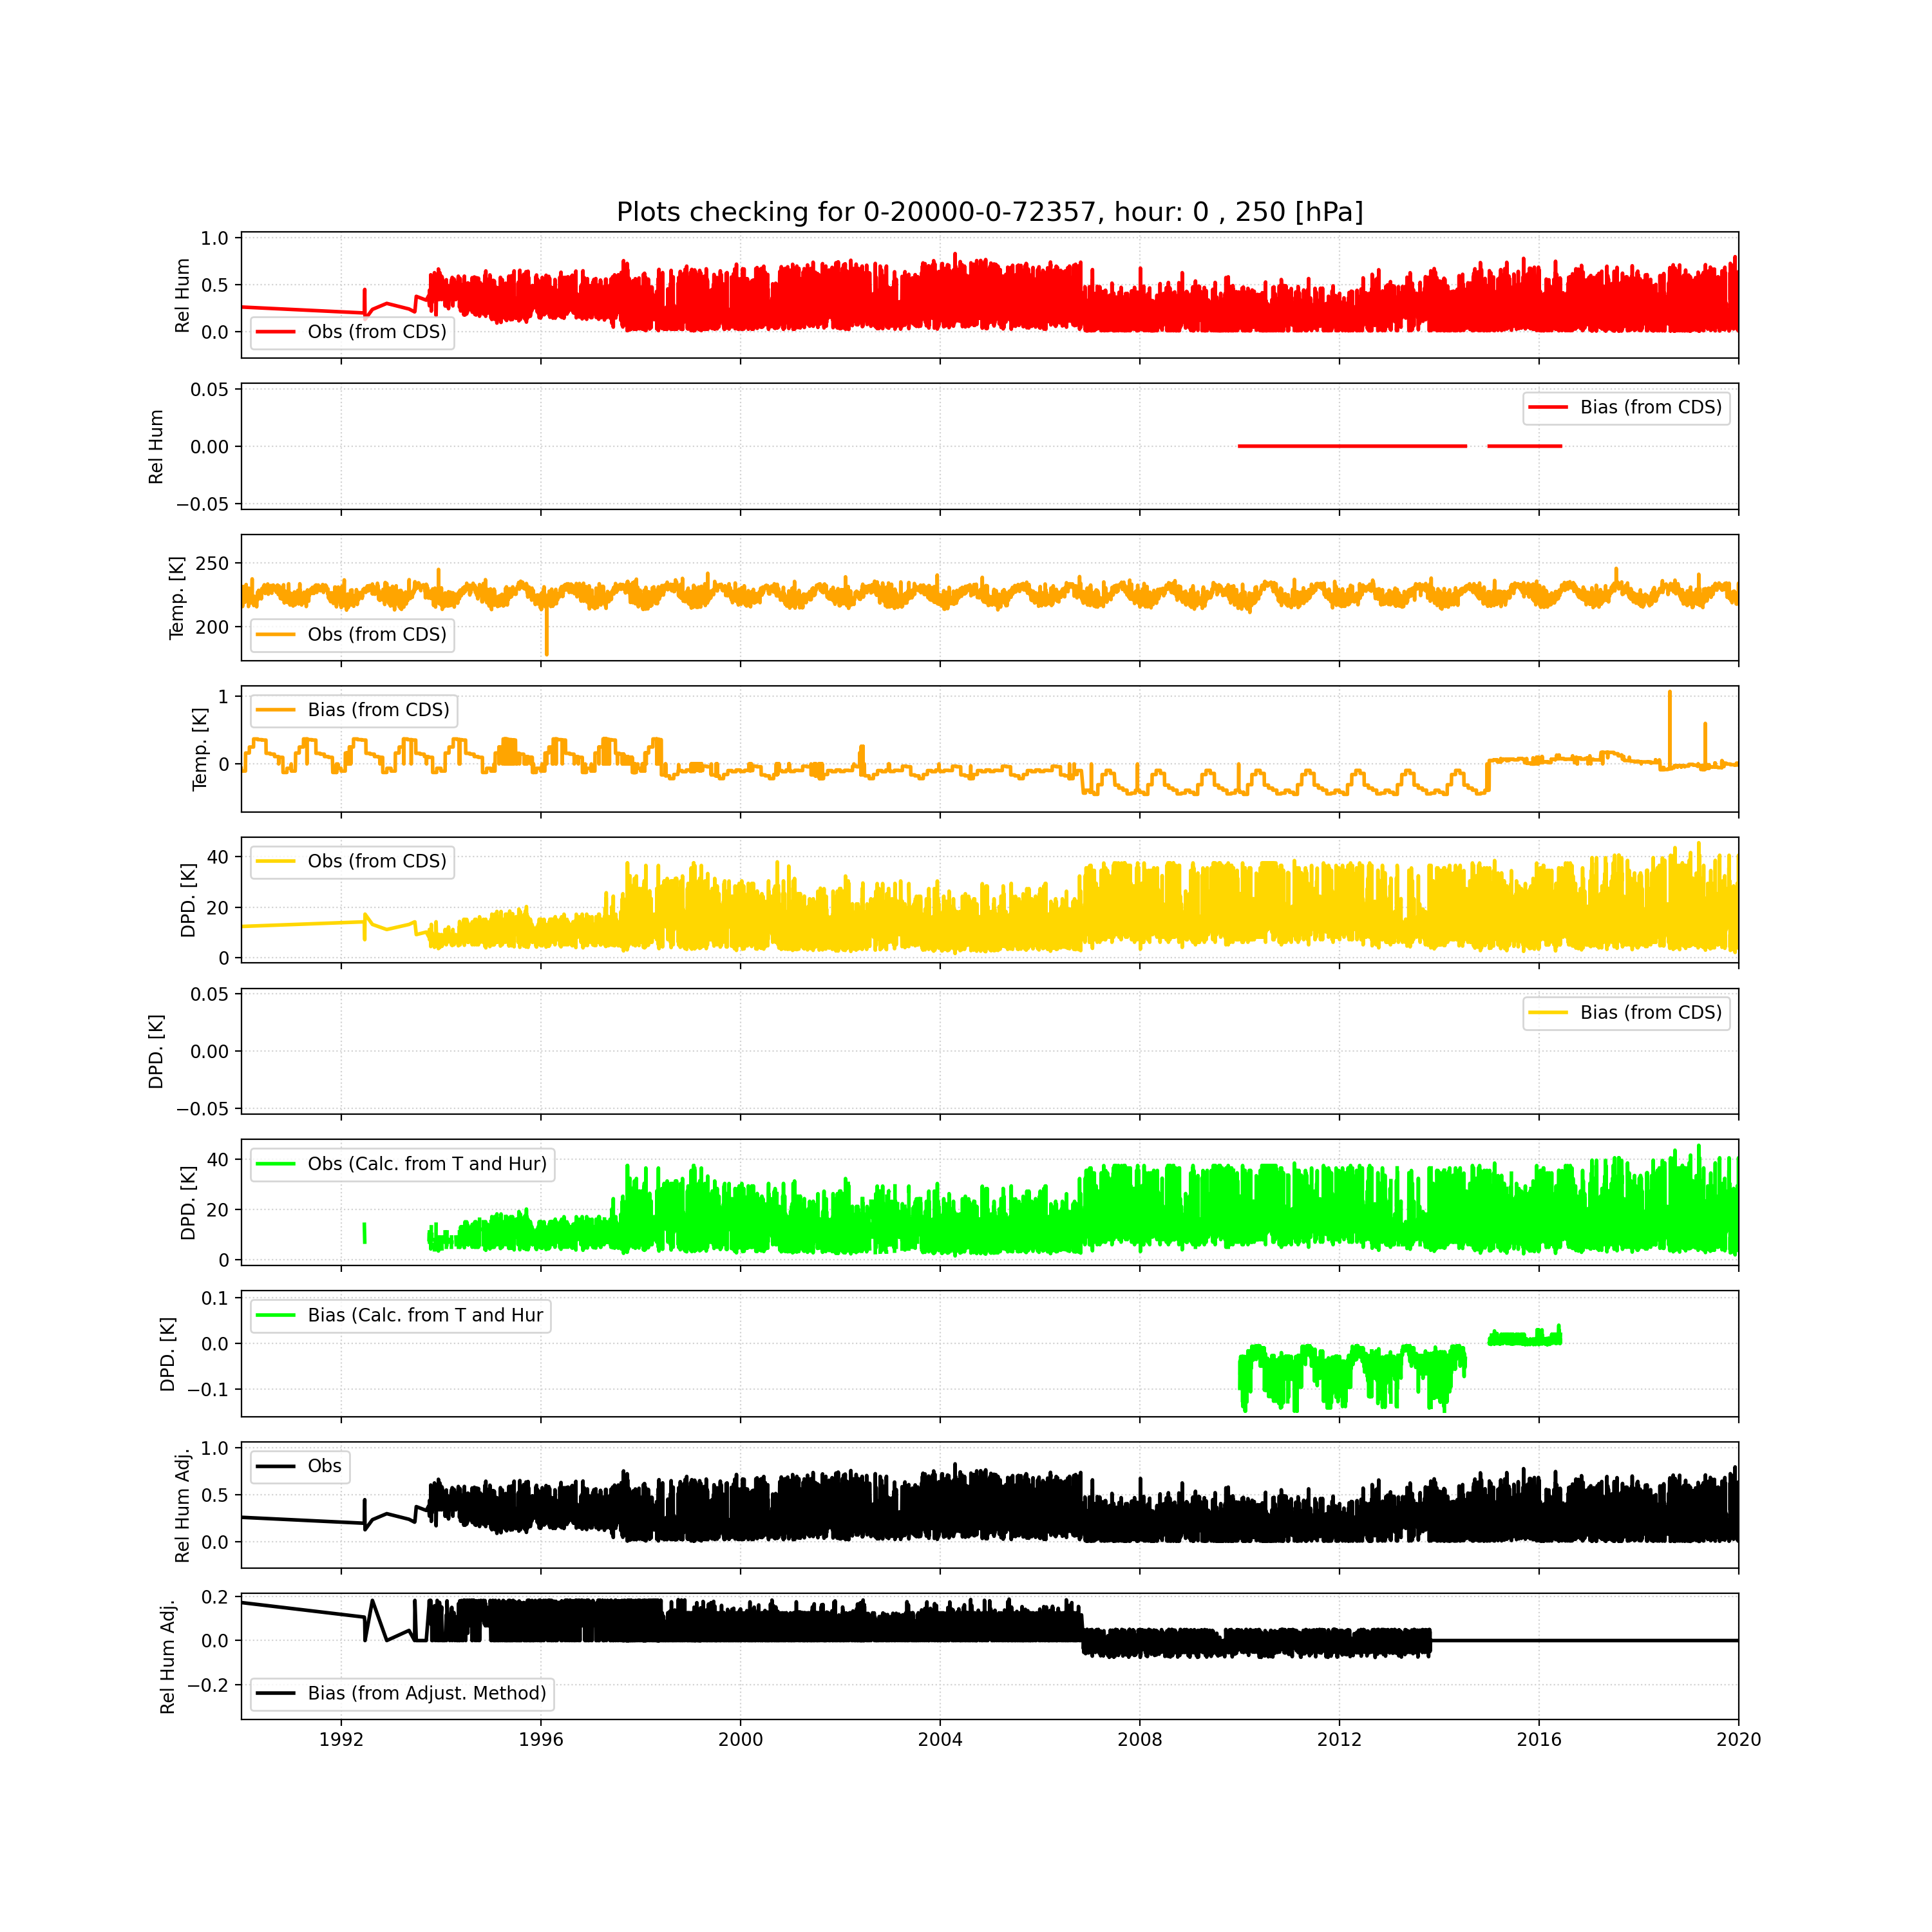 Plots checking for 0-20000-0-72357, hour: 0 , 250 [hPa]
Rel Hum
1.0
0.5
0.0
Obs (from CDS)
Rel Hum
0.05
0.00
−0.05
Bias (from CDS)
Temp. [K]
250
200
Obs (from CDS)
Temp. [K]
1
0
Bias (from CDS)
DPD. [K]
40
20
0
Obs (from CDS)
DPD. [K]
0.05
0.00
−0.05
Bias (from CDS)
DPD. [K]
40
20
0
Obs (Calc. from T and Hur)
DPD. [K]
0.1
0.0
−0.1
Bias (Calc. from T and Hur
Rel Hum Adj.
1.0
0.5
0.0
Obs
Rel Hum Adj.
0.2
0.0
−0.2
Bias (from Adjust. Method)
1992 1996 2000 2004 2008 2012 2016 2020